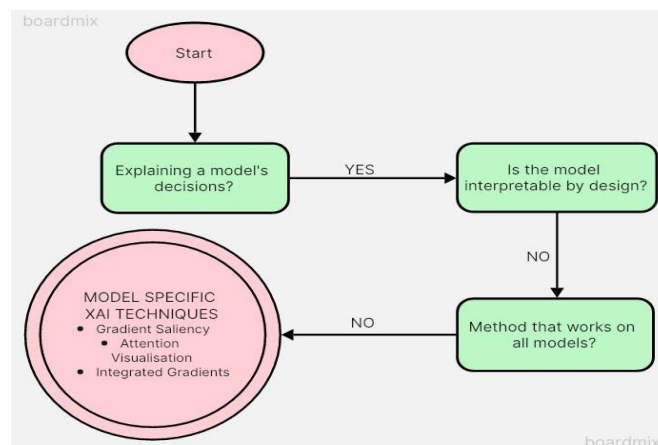 boardmix
Start
Explaining a model's
decisions?
YES
Is the model
interpretable by design?
NO
Method that works on
all models?
NO
MODEL SPECIFIC
XAI TECHNIQUES
• Gradient Saliency
• Attention
Visualisation
• Integrated Gradients
boardmix